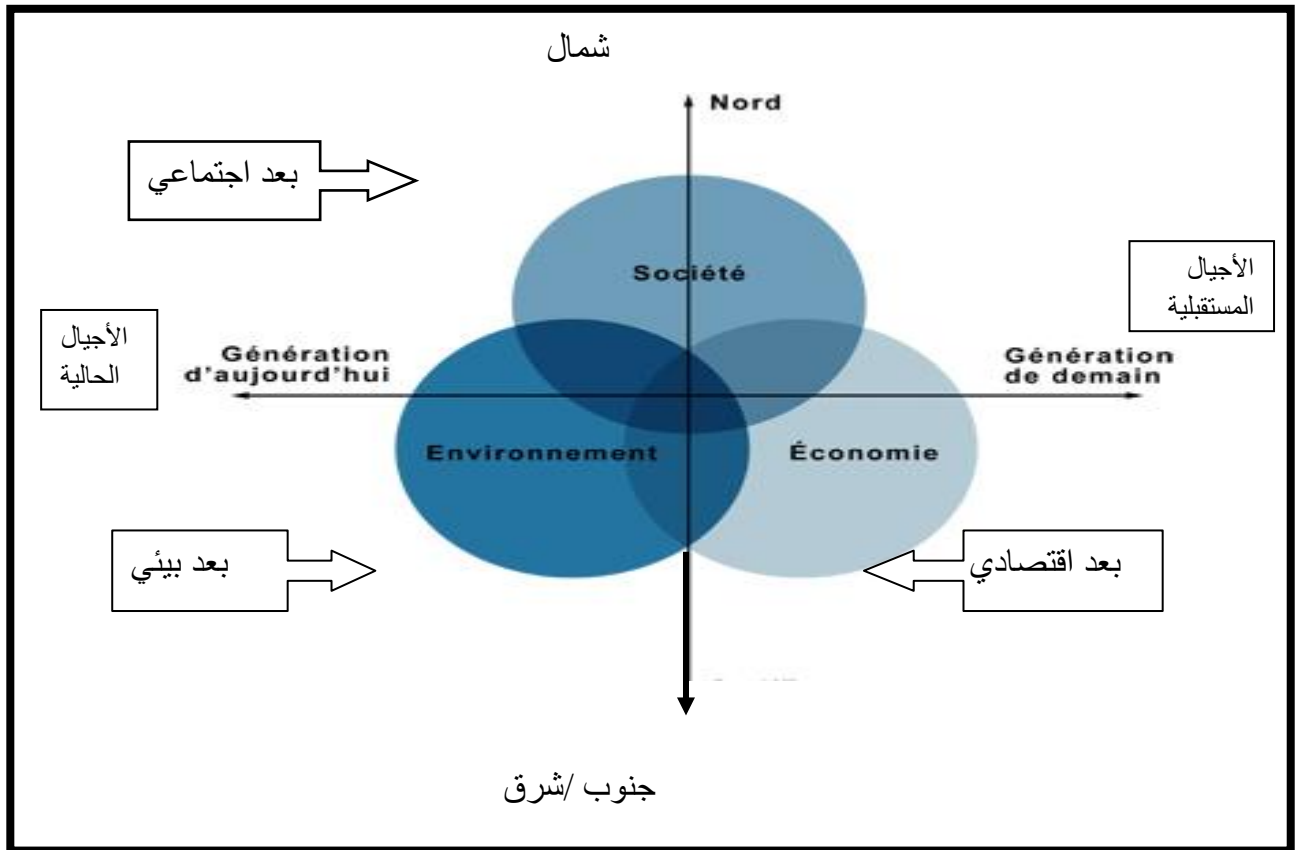 شمال
Nord
بعد اجتماعي
Société
الأجيال
المستقبلية
الأجيال
الحالية
Génération
d'aujourd'hui
Génération
de demain
Environnement
Économie
بعد بيئي
بعد اقتصادي
جنوب /شرق